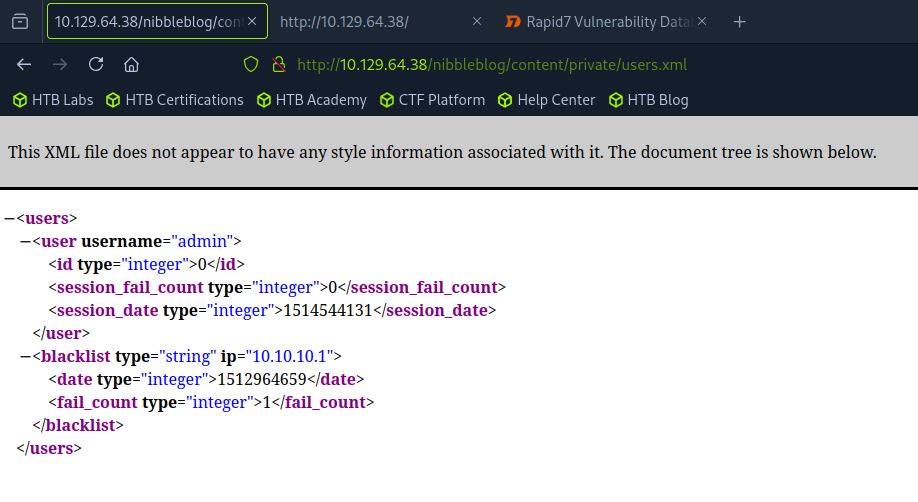 10.129.64.38/nibbleblog/con
http://10.129.64.38/
Rapid7 Vulnerability Data
http://10.129.64.38/nibbleblog/content/private/users.xml
HTB Labs HTB Certifications HTB Academy CTF Platform Help Center HTB Blog
This XML file does not appear to have any style information associated with it. The document tree is shown below.
−<users>
−<user username="admin">
<id type="integer">0</id>
<session_fail_count type="integer">0</session_fail_count>
<session_date type="integer">1514544131</session_date>
</user>
−<blacklist type="string" ip="10.10.10.1">
<date type="integer">1512964659</date>
<fail_count type="integer">1</fail_count>
</blacklist>
</users>